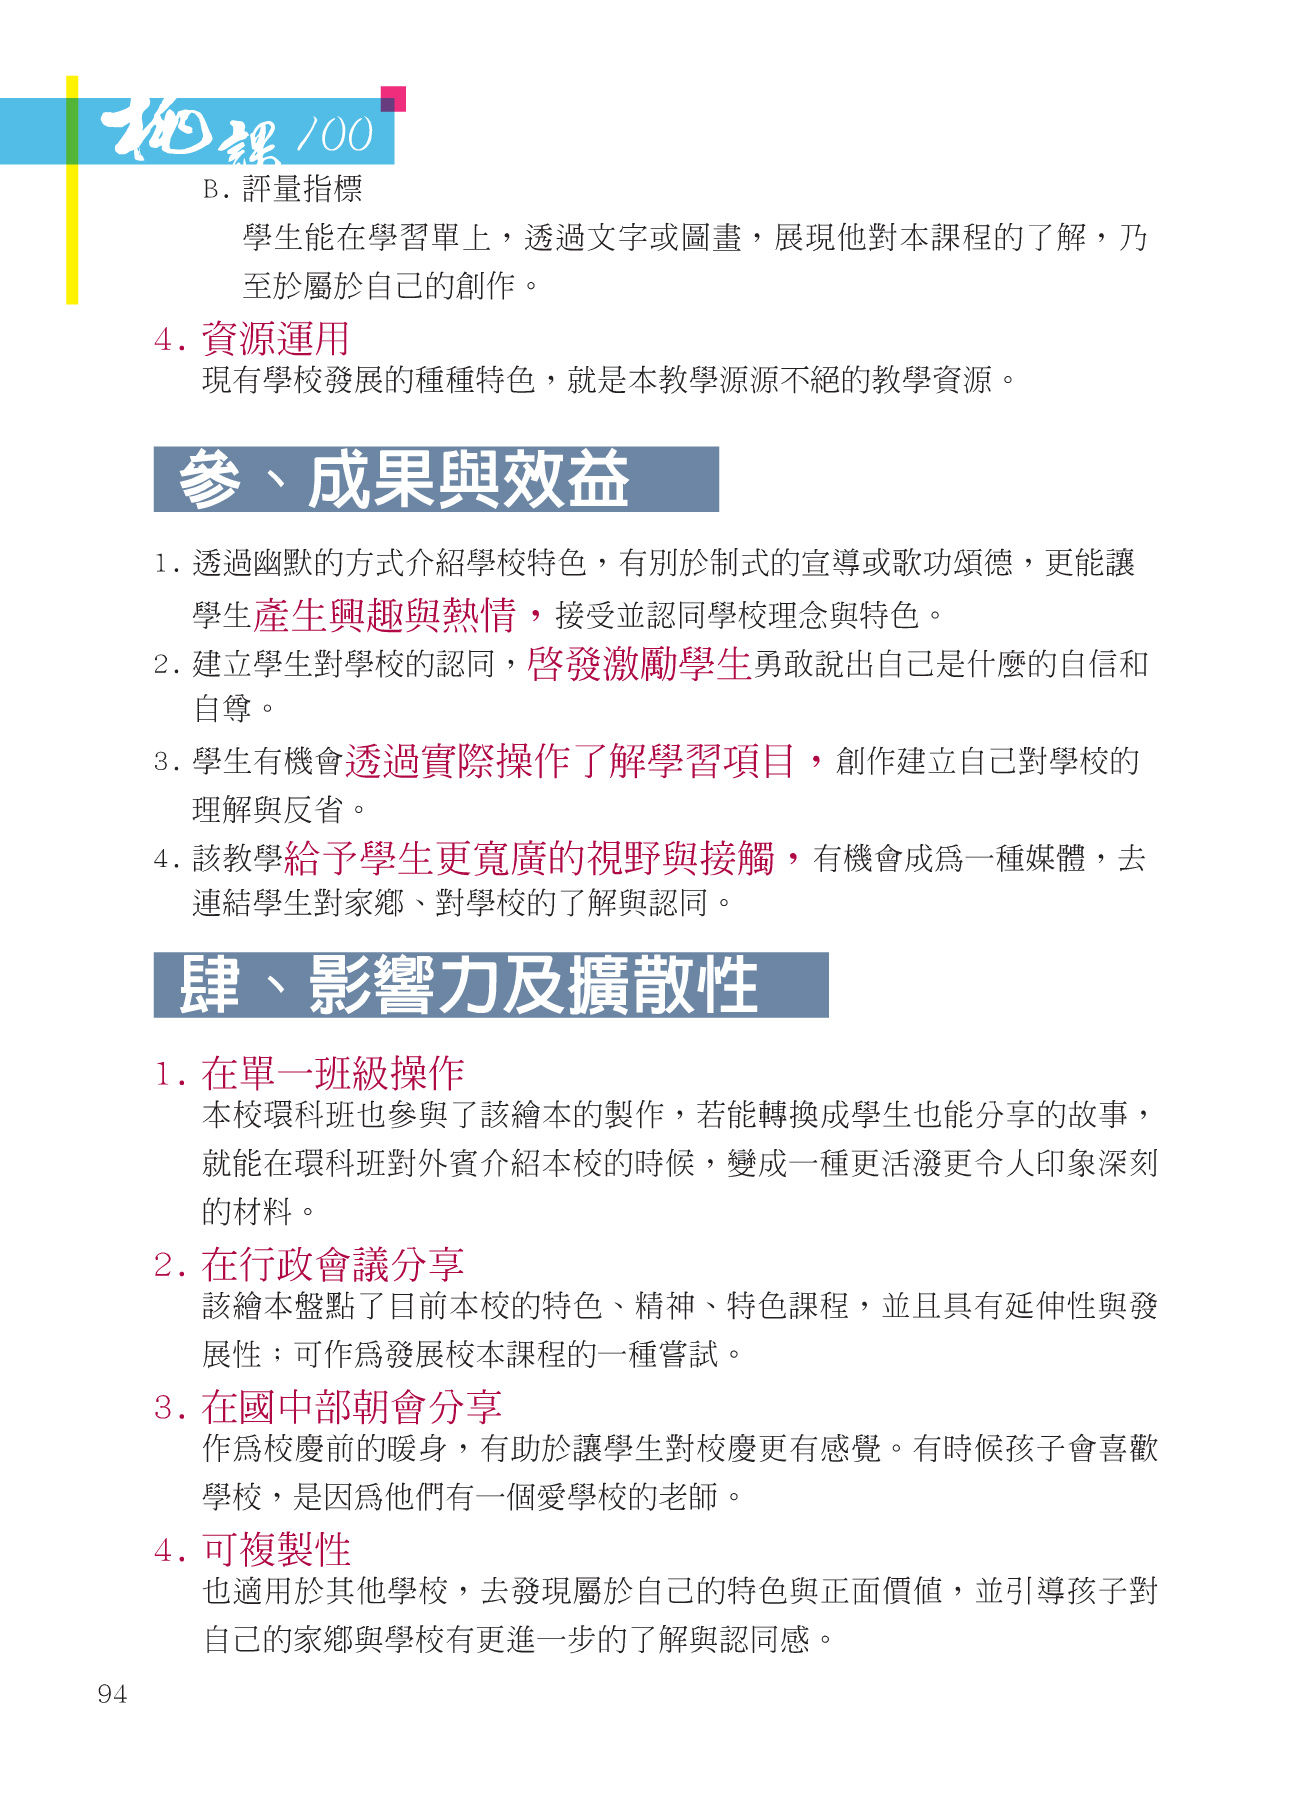 桃課100
B. 評量指標
學生能在學習單上，透過文字或圖畫，展現他對本課程的了解，乃
至於屬於自己的創作。
4. 資源運用
現有學校發展的種種特色，就是本教學源源不絕的教學資源。
參、成果與效益
1. 透過幽默的方式介紹學校特色，有別於制式的宣導或歌功頌德，更能讓
學生產生興趣與熱情，接受並認同學校理念與特色。
2. 建立學生對學校的認同，啓發激勵學生勇敢說出自己是什麼的自信和
自尊。
3. 學生有機會透過實際操作了解學習項目，創作建立自己對學校的
理解與反省。
4. 該教學給予學生更寬廣的視野與接觸，有機會成爲一種媒體，去
連結學生對家鄉、對學校的了解與認同。
肆、影響力及擴散性
1. 在單一班級操作
本校環科班也參與了該繪本的製作，若能轉換成學生也能分享的故事，
就能在環科班對外賓介紹本校的時候，變成一種更活潑更令人印象深刻
的材料。
2. 在行政會議分享
該繪本盤點了目前本校的特色、精神、特色課程，並且具有延伸性與發
展性；可作爲發展校本課程的一種嘗試。
3. 在國中部朝會分享
作爲校慶前的暖身，有助於讓學生對校慶更有感覺。有時候孩子會喜歡
學校，是因爲他們有一個愛學校的老師。
4. 可複製性
也適用於其他學校，去發現屬於自己的特色與正面價值，並引導孩子對
自己的家鄉與學校有更進一步的了解與認同感。
94